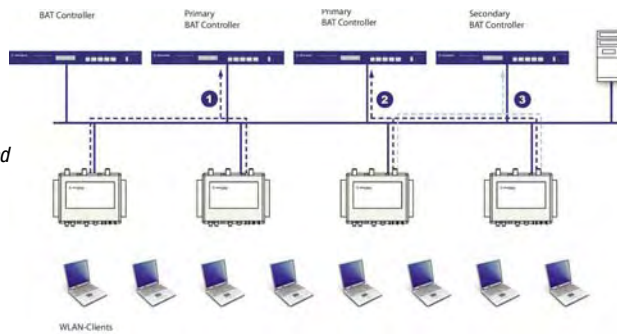 BAT Controller
Primary
BAT Controller
Primary
BAT Controller
Secondary
BAT Controller
1
2
3
d
WLAN-Clients